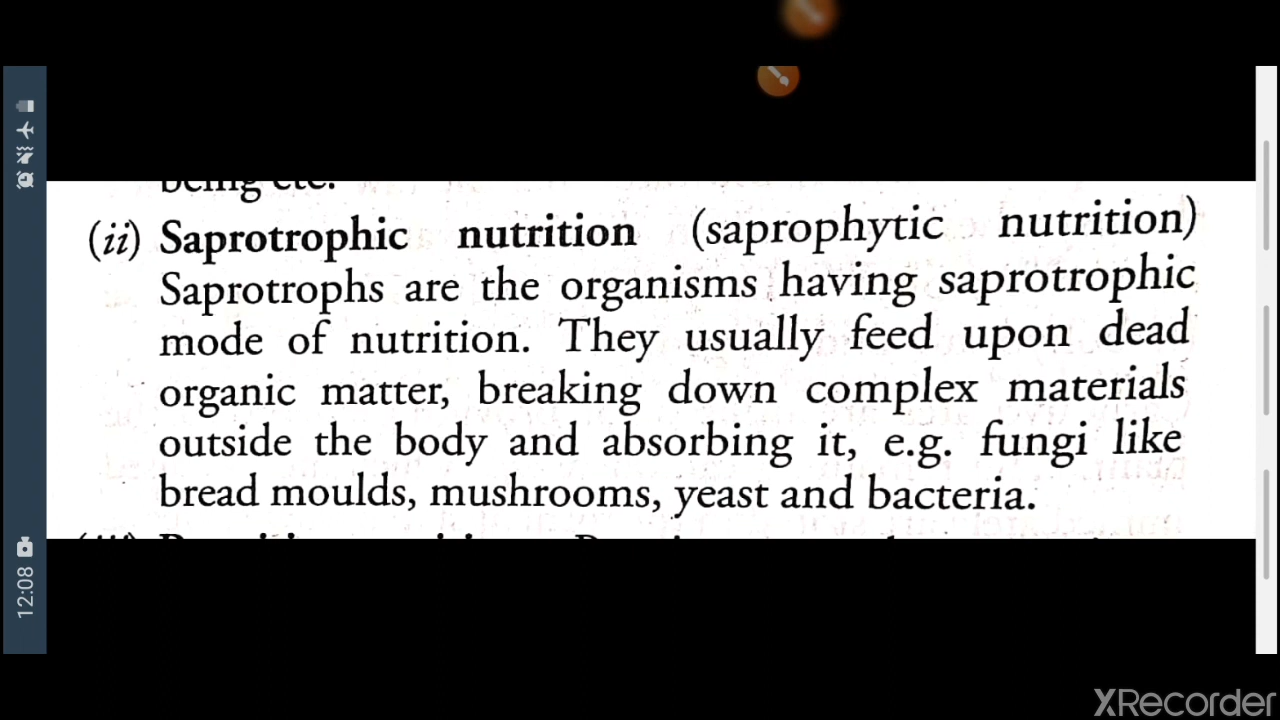 being etc.
(ii) Saprotrophic nutrition (saprophytic nutrition)
Saprotrophs are the organisms having saprotrophic
mode of nutrition. They usually feed upon dead
organic matter, breaking down complex materials
outside the body and absorbing it, e.g. fungi like
bread moulds, mushrooms, yeast and bacteria.
12:08
XRecorder